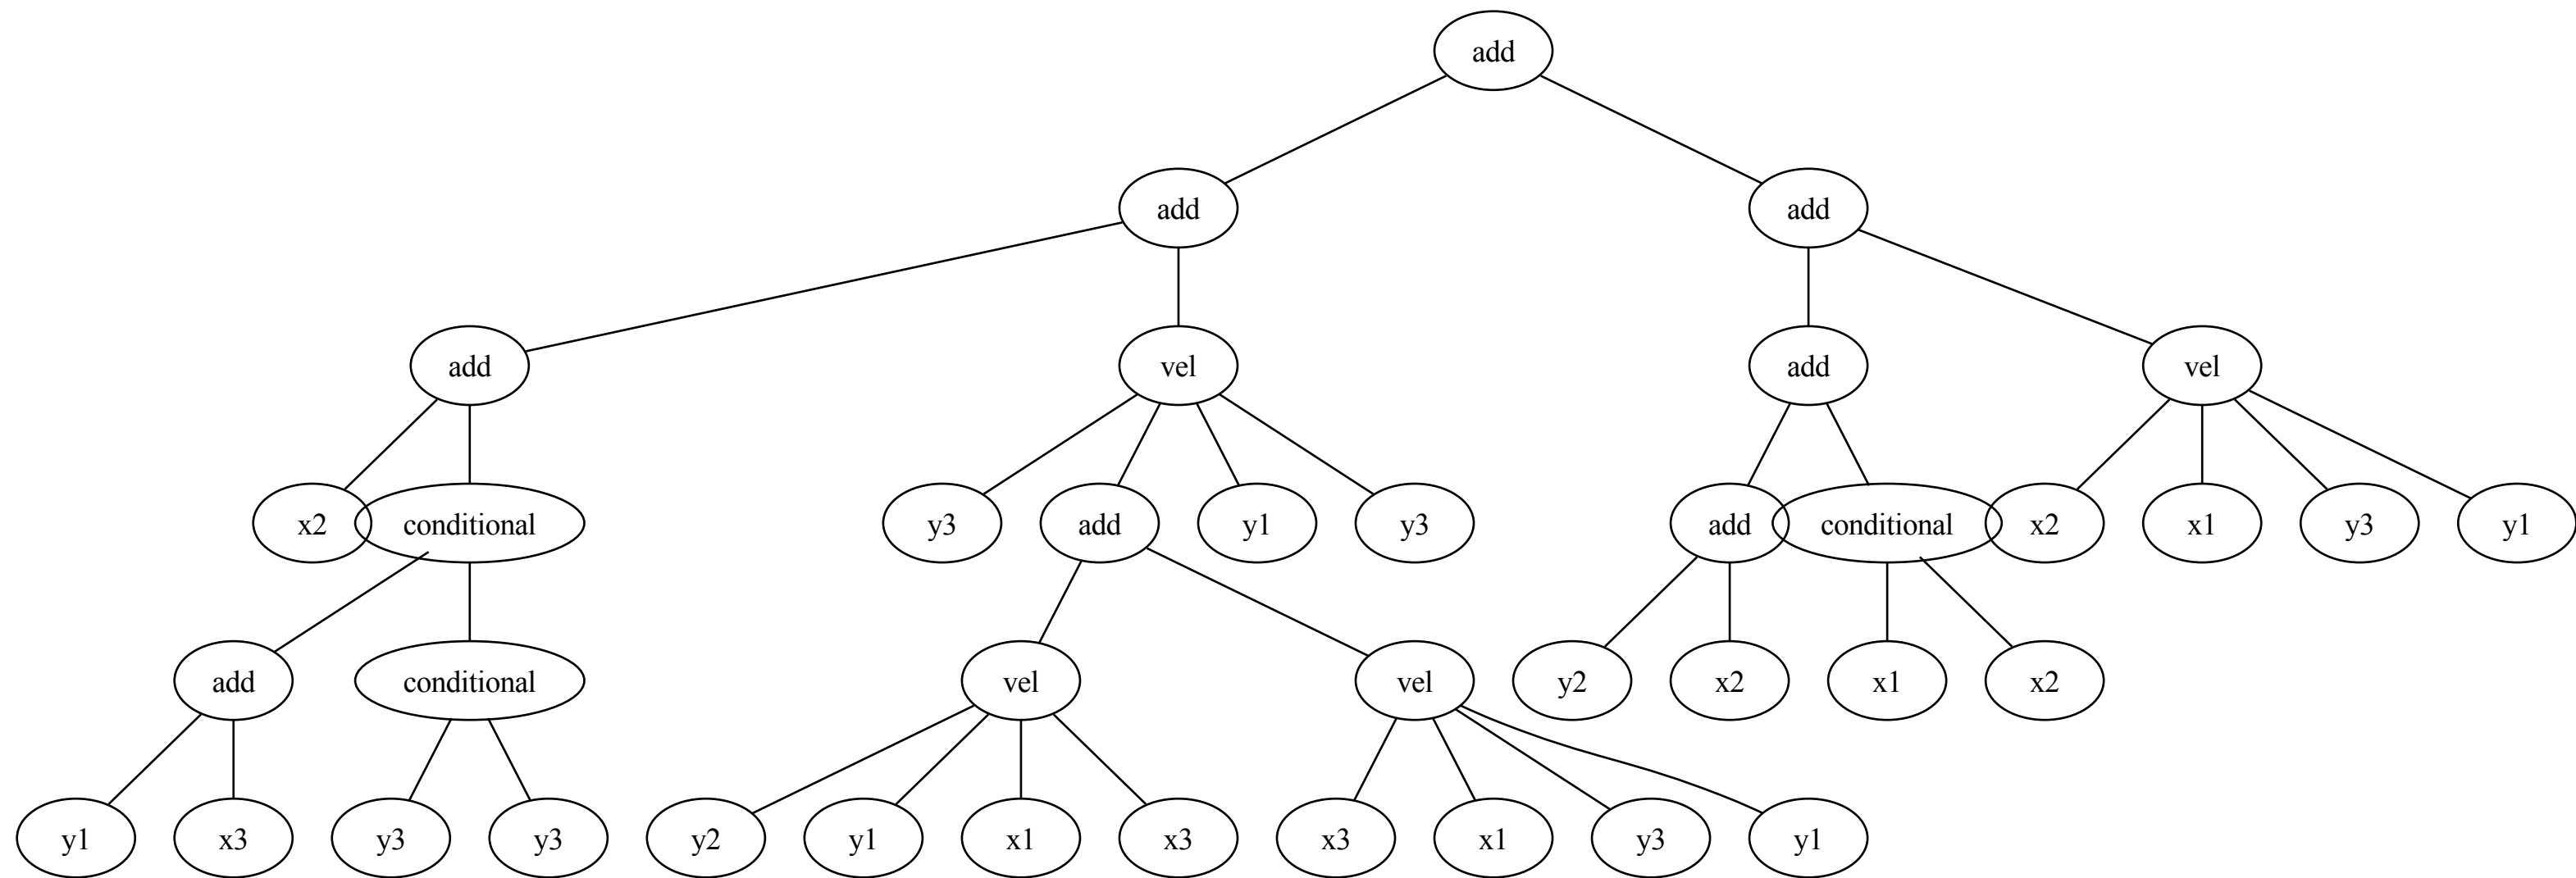 add
add add
add vel add vel
x2 conditional y3 add y1 y3 add conditional x2 x1 y3 y1
add conditional vel vel y2 x2 x1 x2
y1 x3 y3 y3 y2 y1 x1 x3 x3 x1 y3 y1